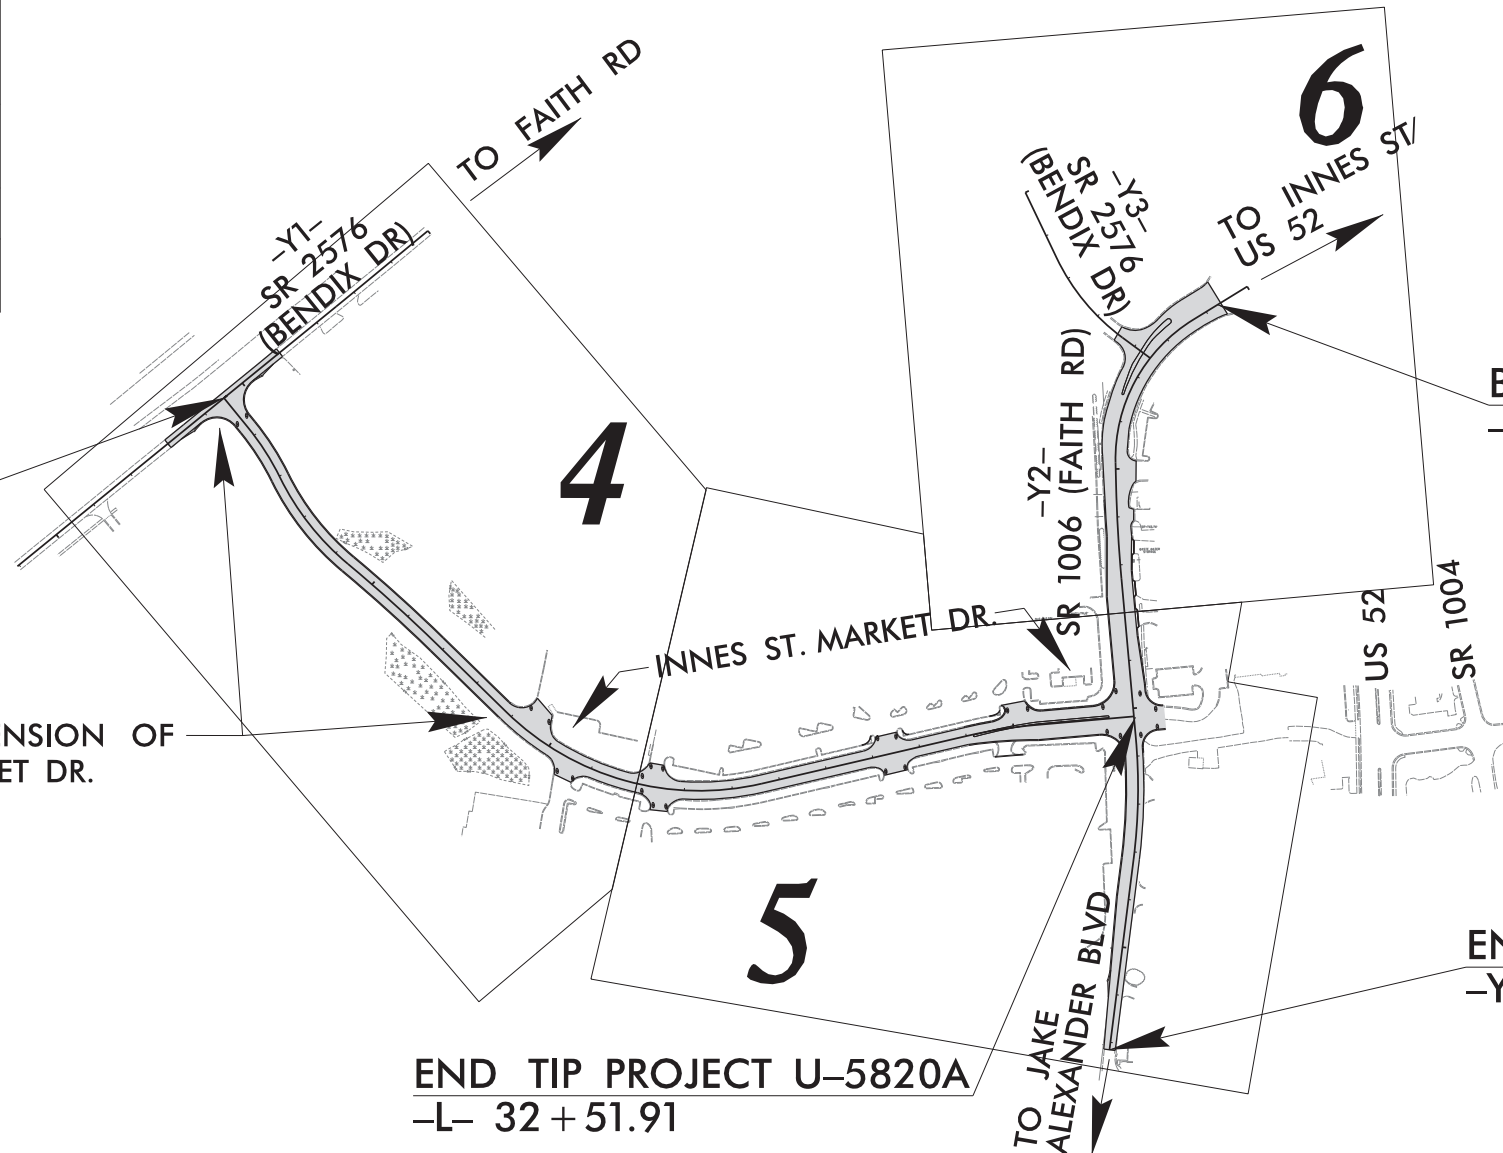 TO FAITH RD
6
TO INNES ST/
US 52
-Y3-
SR 2576
(BENDIX DR)
-Y1-
SR 2576
(BENDIX DR)
4
-Y2-
SR 1006 (FAITH RD)
INNES ST. MARKET DR.
US 52
SR 1004
NSION OF
ET DR.
5
TO JAKE
ALEXANDER BLVD
EN
-Y
END TIP PROJECT U-5820A
-L- 32+51.91